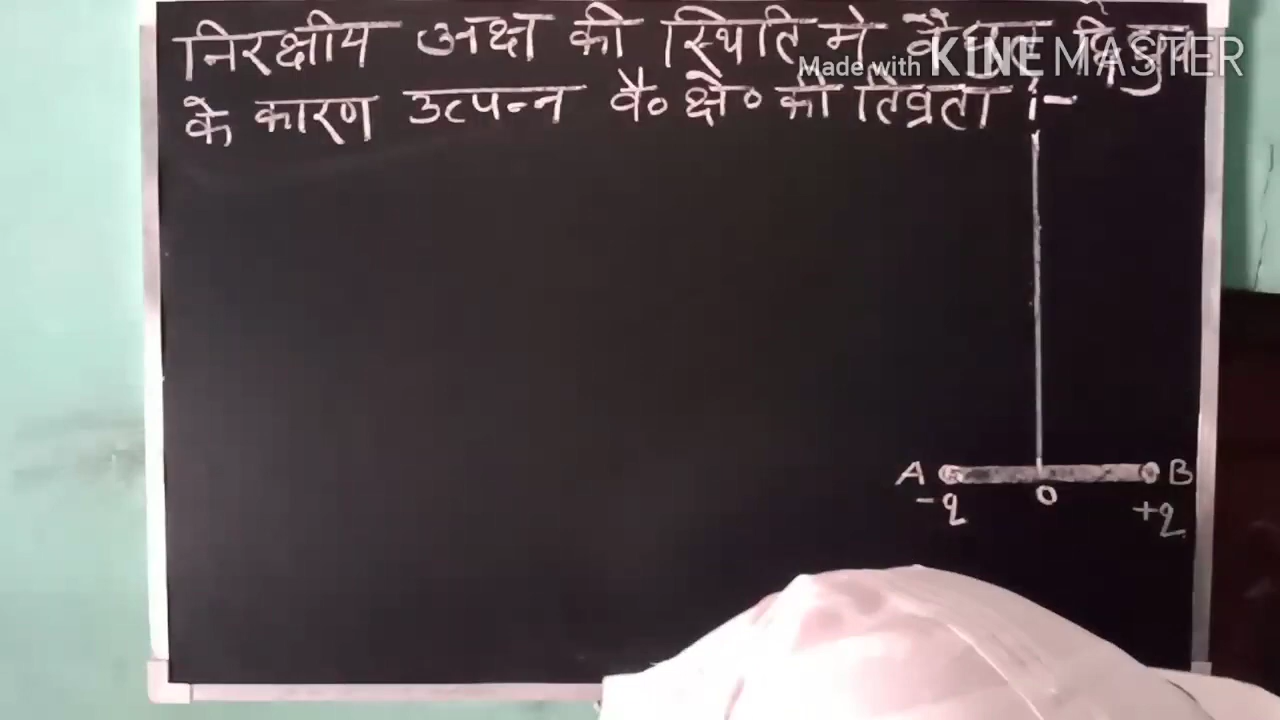 निरक्षीय अक्ष की स्थिति मे वैधुत द्विध्रुव
Made with KINEMASTER
के कारण उत्पन्न वै० क्षे० की तिव्रता :-
A B
-q O +q